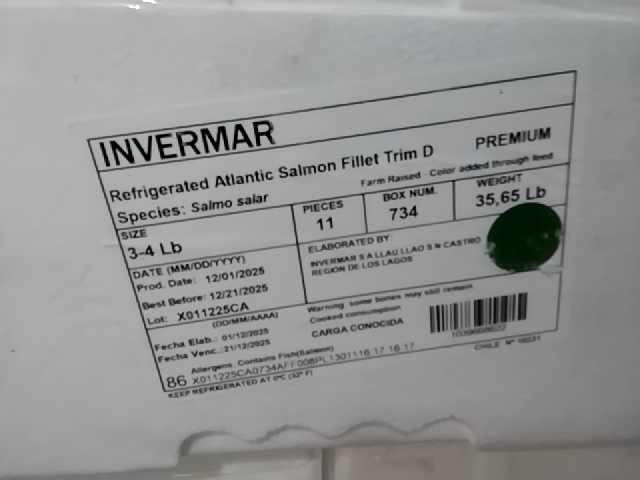 INVERMAR
Refrigerated Atlantic Salmon Fillet Trim D PREMIUM
Species: Salmo salar Farm Raised - Color added through feed
SIZE
3-4 Lb
PIECES
11
BOX NUM.
734
WEIGHT
35,65 Lb
DATE (MM/DD/YYYY)
Prod. Date: 12/01/2025
Best Before: 12/21/2025
Lot: X011225CA
ELABORATED BY
INVERMAR S A LLAU LLAO S N CASTRO
REGION DE LOS LAGOS
(DD/MM/AAAA)
Fecha Elab.: 01/12/2025
Fecha Venc.: 21/12/2025
Warning: some bones may still remain.
Cooked consumption
CARGA CONOCIDA
Allergens: Contains Fish(Salmon)
86 X011225CA0734AFF008PL1301116.17.16.17
KEEP REFRIGERATED AT 0ºC (32º F)
CHILE Nº